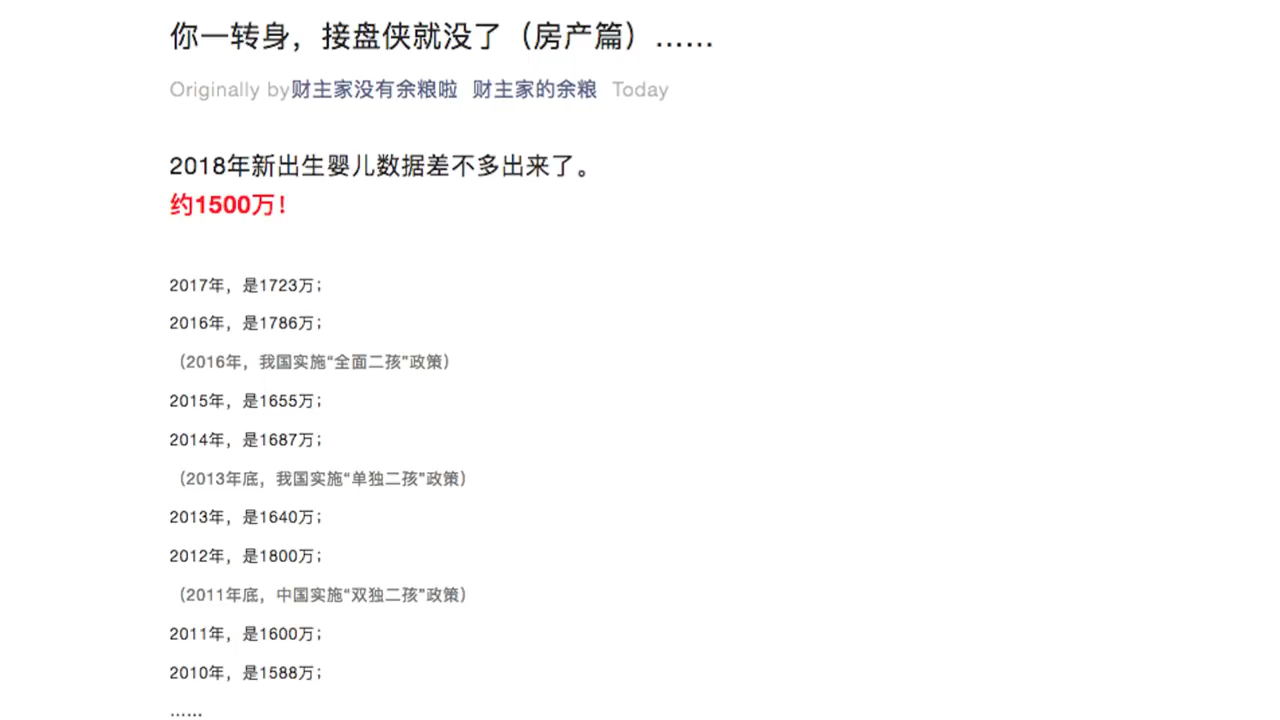 你一转身，接盘侠就没了（房产篇）……
Originally by财主家没有余粮啦 财主家的余粮 Today
2018年新出生婴儿数据差不多出来了。
约1500万！
2017年，是1723万；
2016年，是1786万；
（2016年，我国实施“全面二孩”政策）
2015年，是1655万；
2014年，是1687万；
（2013年底，我国实施“单独二孩”政策）
2013年，是1640万；
2012年，是1800万；
（2011年底，中国实施“双独二孩”政策）
2011年，是1600万；
2010年，是1588万；
……